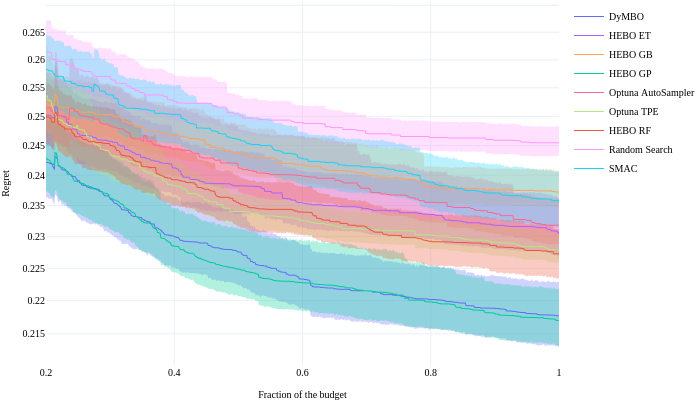 0.265
0.26
0.255
0.25
0.245
0.24
0.235
0.23
0.225
0.22
0.215
Regret
0.2
0.4
0.6
0.8
1
Fraction of the budget
DyMBO
HEBO ET
HEBO GB
HEBO GP
Optuna AutoSampler
Optuna TPE
HEBO RF
Random Search
SMAC